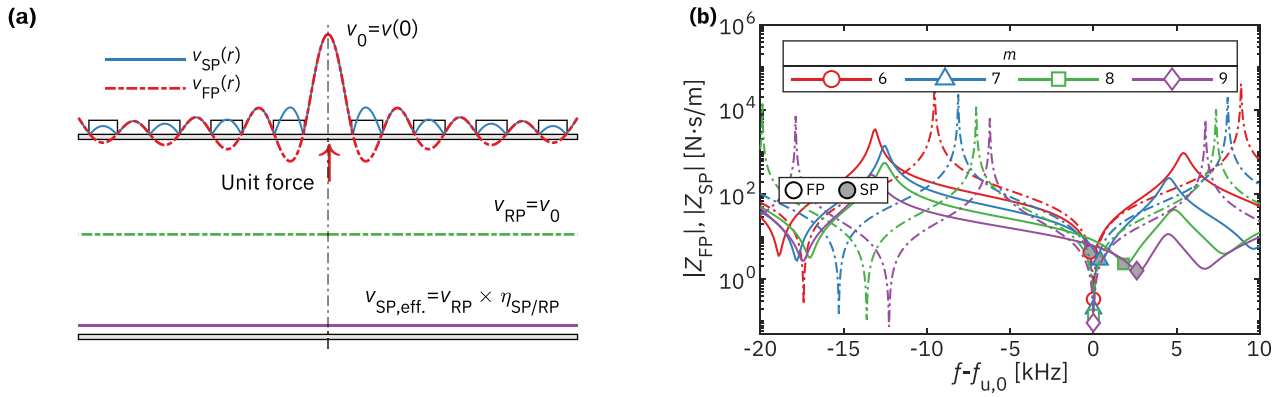 (a)
v0=v(0)
vSP(r)
vFP(r)
Unit force
vRP=v0
vSP,eff.=vRP × ηSP/RP
(b)
|ZFP|, |ZSP| [N·s/m]
10^6
10^4
10^2
10^0
m
6 7 8 9
FP SP
-20 -15 -10 -5 0 5 10
f-fu,0 [kHz]